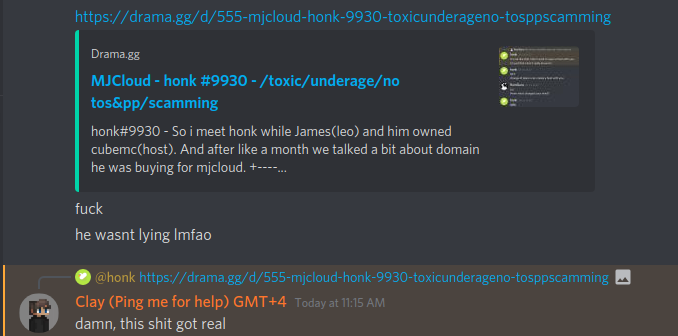 https://drama.gg/d/555-mjcloud-honk-9930-toxicunderageno-tosppscamming
Drama.gg
MJCloud - honk #9930 - /toxic/underage/no
tos&pp/scamming
honk#9930 - So i meet honk while James(leo) and him owned
cubemc(host). And after like a month we talked a bit about domain
he was buying for mjcloud. +----...
fuck
he wasnt lying lmfao
@honk https://drama.gg/d/555-mjcloud-honk-9930-toxicunderageno-tosppscamming
Clay (Ping me for help) GMT+4 Today at 11:15 AM
damn, this shit got real